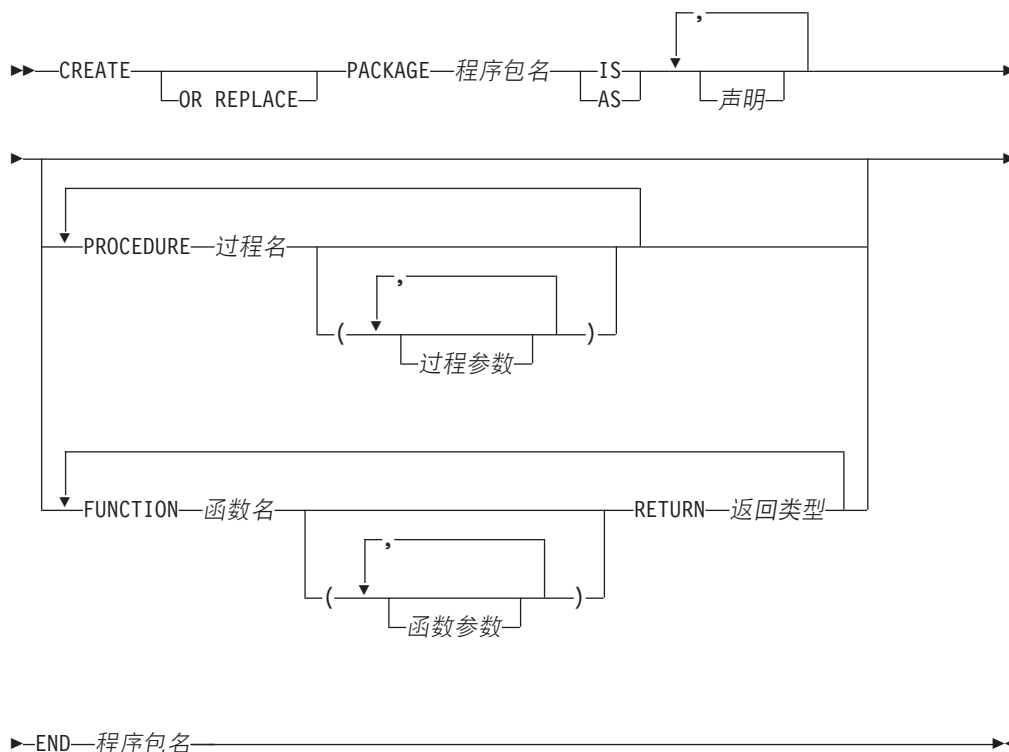 ,
CREATE PACKAGE 程序包名 IS
OR REPLACE AS 声明
PROCEDURE 过程名
,
( )
过程参数
FUNCTION 函数名 RETURN 返回类型
,
( )
函数参数
END 程序包名